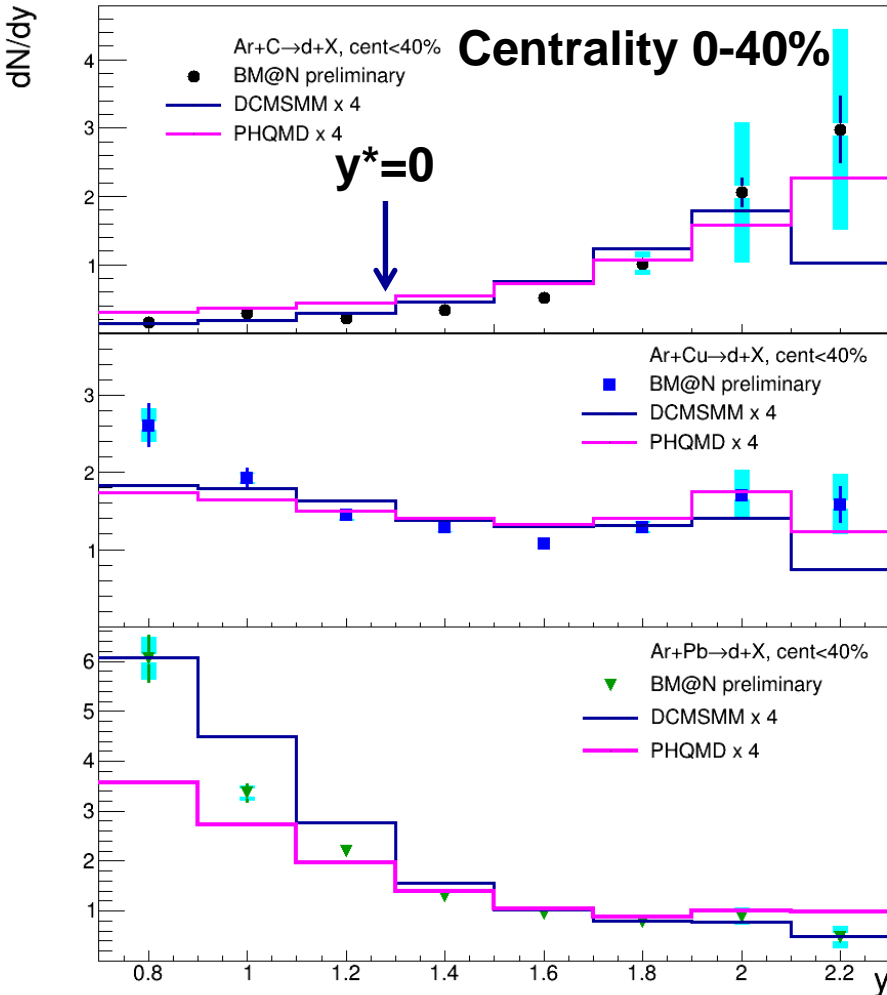 dN/dy
Centrality 0-40%
Ar+C→d+X, cent<40%
BM@N preliminary
DCMSMM x 4
PHQMD x 4
y*=0
4
3
2
1
Ar+Cu→d+X, cent<40%
BM@N preliminary
DCMSMM x 4
PHQMD x 4
3
2
1
Ar+Pb→d+X, cent<40%
BM@N preliminary
DCMSMM x 4
PHQMD x 4
6
5
4
3
2
1
0.8 1 1.2 1.4 1.6 1.8 2 2.2
y